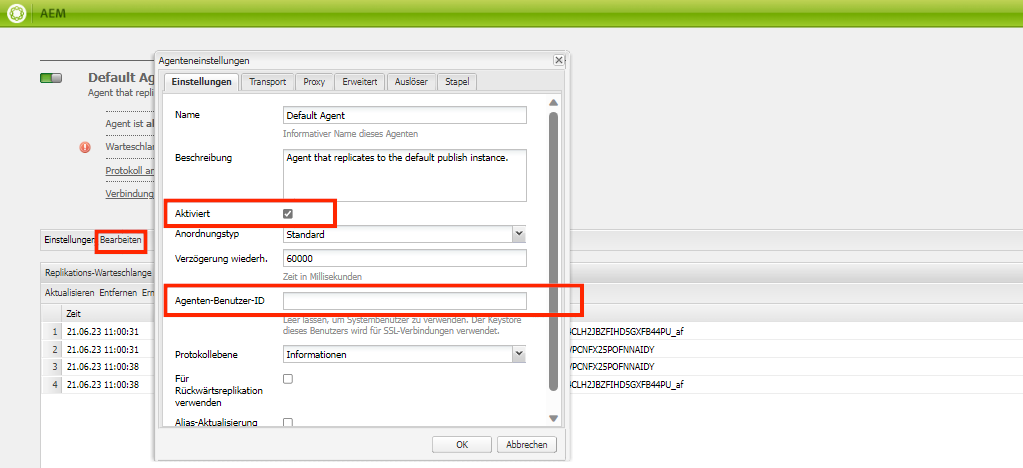 AEM
Agenteneinstellungen
Default Ag
Agent that repli
Agent ist al
Warteschlan
Protokoll an
Verbindung
Einstellungen Bearbeiten
Replikations-Warteschlange
Aktualisieren Entfernen Ern
Zeit
1 21.06.23 11:00:31
2 21.06.23 11:00:31
3 21.06.23 11:00:38
4 21.06.23 11:00:38
Einstellungen Transport Proxy Erweitert Auslöser Stapel
Name Default Agent
Informativer Name dieses Agenten
Beschreibung Agent that replicates to the default publish instance.
Aktiviert
Anordnungstyp Standard
Verzögerung wiederh. 60000
Zeit in Millisekunden
Agenten-Benutzer-ID
Leer lassen, um Systembenutzer zu verwenden. Der Keystore
dieses Benutzers wird für SSL-Verbindungen verwendet.
Protokollebene Informationen
Für
Rückwärtsreplikation
verwenden
Alias-Aktualisierung
OK Abbrechen
CLH2JBZFIHD5GXFB44PU_af
VPCNFX25POFNNAIDY
VPCNFX25POFNNAIDY
CLH2JBZFIHD5GXFB44PU_af